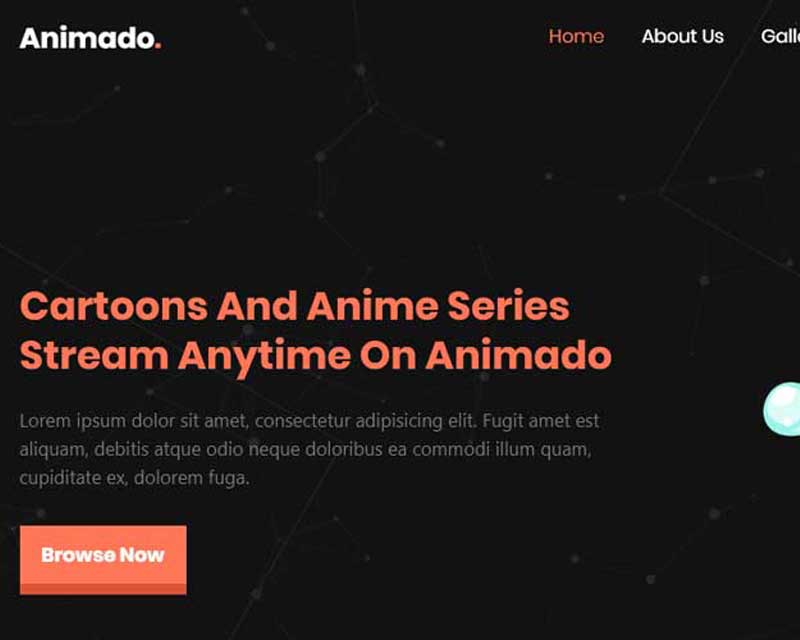 Animado.
Home About Us Galle
Cartoons And Anime Series
Stream Anytime On Animado
Lorem ipsum dolor sit amet, consectetur adipisicing elit. Fugit amet est
aliquam, debitis atque odio neque doloribus ea commodi illum quam,
cupiditate ex, dolorem fuga.
Browse Now